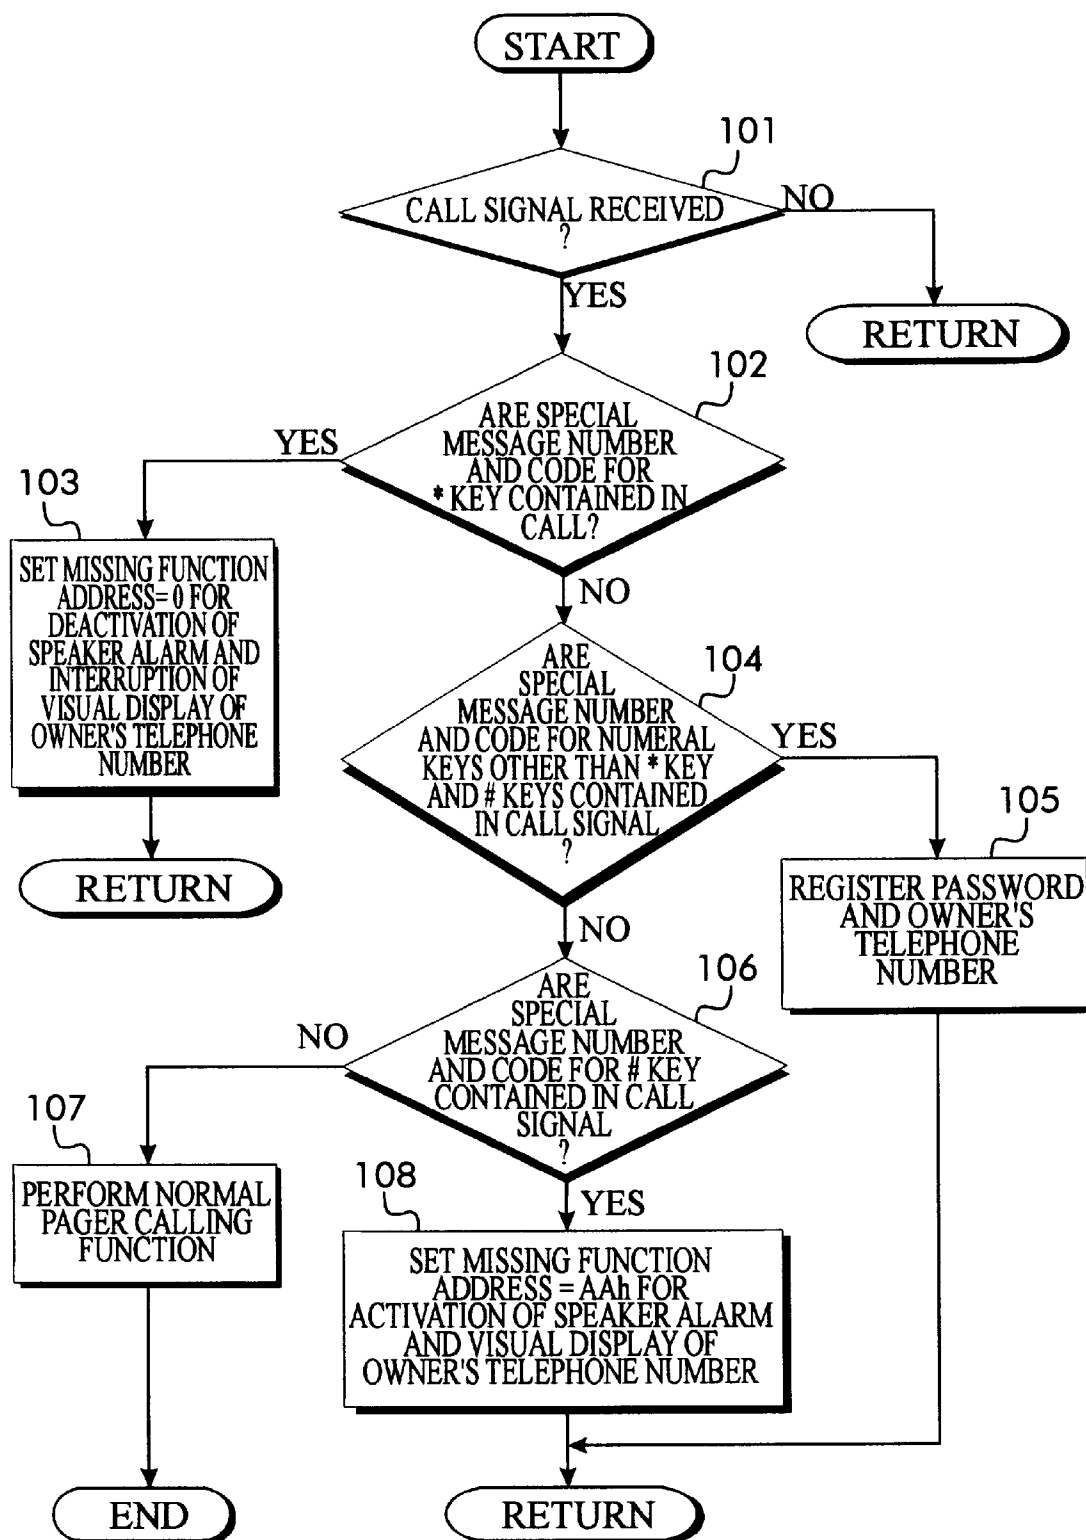 START
101
CALL SIGNAL RECEIVED
?
NO
YES
RETURN
102
ARE SPECIAL
MESSAGE NUMBER
AND CODE FOR
* KEY CONTAINED IN
CALL?
YES
NO
103
SET MISSING FUNCTION
ADDRESS= 0 FOR
DEACTIVATION OF
SPEAKER ALARM AND
INTERRUPTION OF
VISUAL DISPLAY OF
OWNER'S TELEPHONE
NUMBER
RETURN
104
ARE
SPECIAL
MESSAGE NUMBER
AND CODE FOR NUMERAL
KEYS OTHER THAN * KEY
AND # KEYS CONTAINED
IN CALL SIGNAL
?
YES
NO
105
REGISTER PASSWORD
AND OWNER'S
TELEPHONE
NUMBER
106
ARE
SPECIAL
MESSAGE NUMBER
AND CODE FOR # KEY
CONTAINED IN CALL
SIGNAL
?
NO
YES
107
PERFORM NORMAL
PAGER CALLING
FUNCTION
108
SET MISSING FUNCTION
ADDRESS = AAh FOR
ACTIVATION OF SPEAKER ALARM
AND VISUAL DISPLAY OF
OWNER'S TELEPHONE NUMBER
END
RETURN